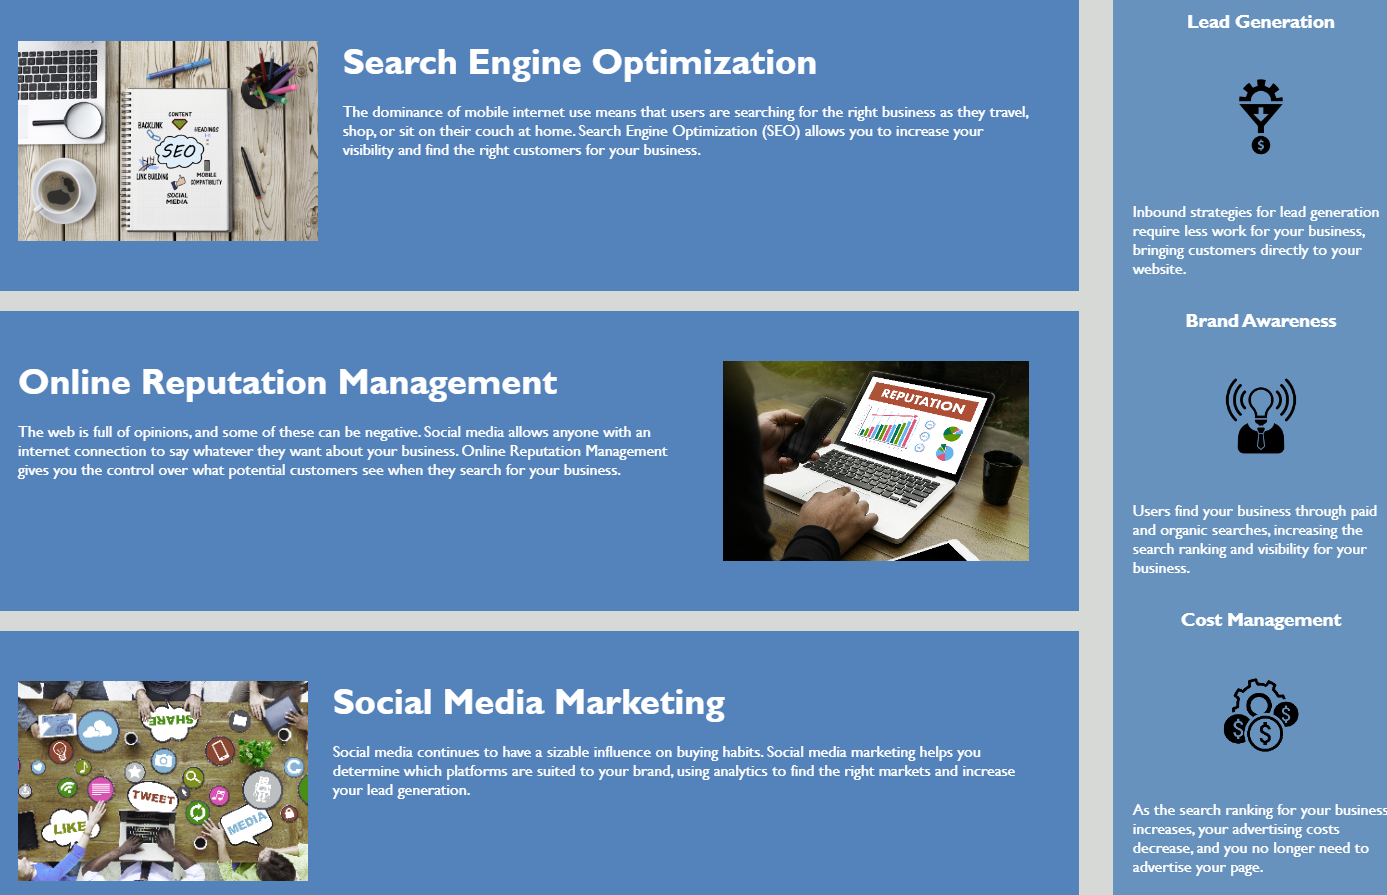 Search Engine Optimization
The dominance of mobile internet use means that users are searching for the right business as they travel,
shop, or sit on their couch at home. Search Engine Optimization (SEO) allows you to increase your
visibility and find the right customers for your business.
CONTENT
BACKLINK
HEADINGS
SEO
LINK BUILDING
MOBILE
COMPATIBILITY
SOCIAL
MEDIA
Online Reputation Management
The web is full of opinions, and some of these can be negative. Social media allows anyone with an
internet connection to say whatever they want about your business. Online Reputation Management
gives you the control over what potential customers see when they search for your business.
REPUTATION
Social Media Marketing
Social media continues to have a sizable influence on buying habits. Social media marketing helps you
determine which platforms are suited to your brand, using analytics to find the right markets and increase
your lead generation.
SHARE
TWEET
LIKE
MEDIA
Lead Generation
$
Inbound strategies for lead generation
require less work for your business,
bringing customers directly to your
website.
Brand Awareness
Users find your business through paid
and organic searches, increasing the
search ranking and visibility for your
business.
Cost Management
$ $ $
As the search ranking for your business
increases, your advertising costs
decrease, and you no longer need to
advertise your page.